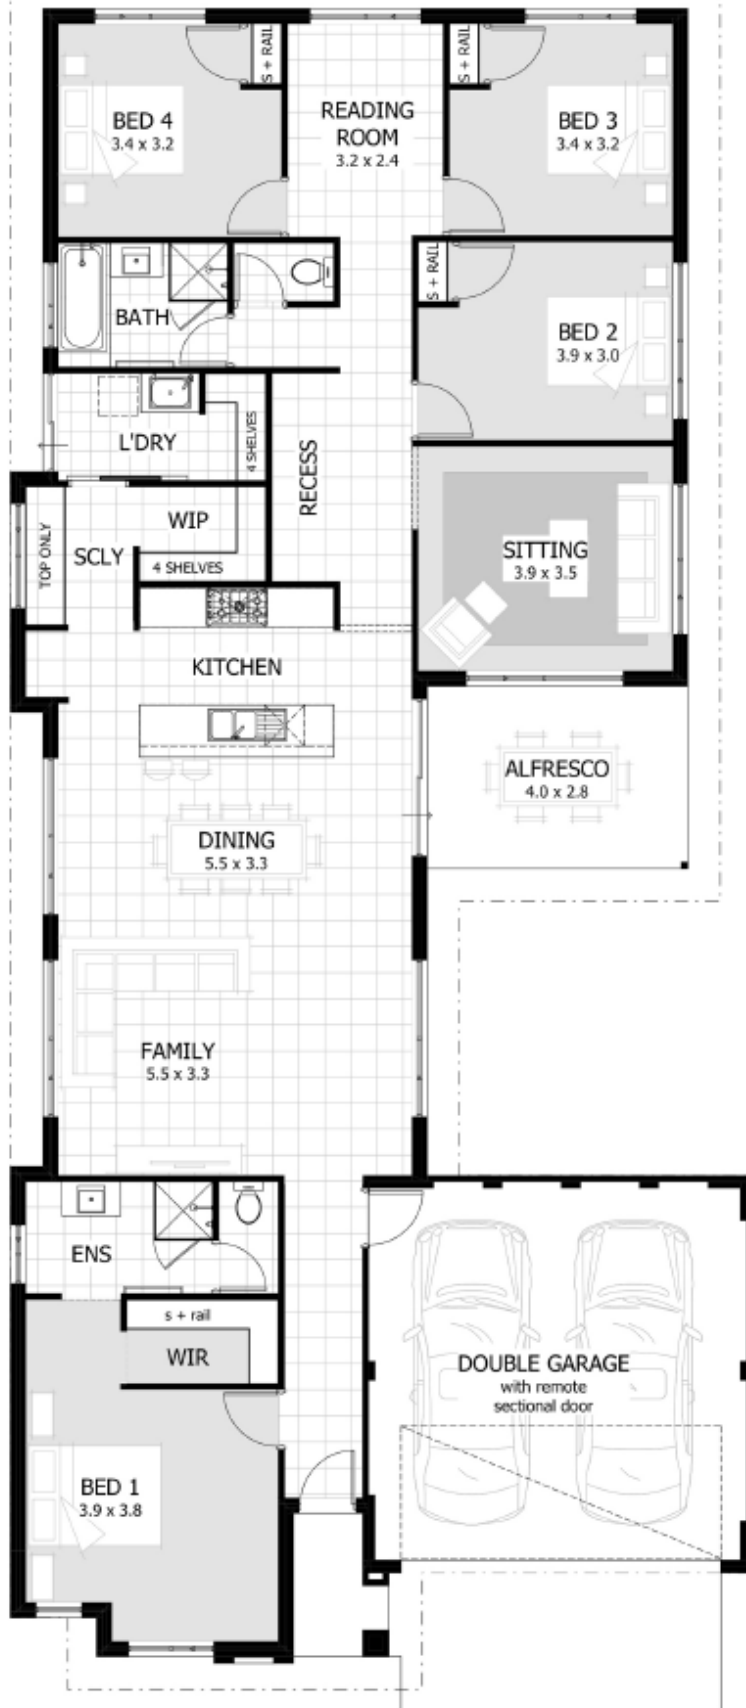 S + RAIL
S + RAIL
BED 4
3.4 x 3.2
READING
ROOM
3.2 x 2.4
BED 3
3.4 x 3.2
S + RAIL
BATH
BED 2
3.9 x 3.0
L'DRY
4 SHELVES
RECESS
WIP
TOP ONLY
SCLY
4 SHELVES
SITTING
3.9 x 3.5
KITCHEN
ALFRESCO
4.0 x 2.8
DINING
5.5 x 3.3
FAMILY
5.5 x 3.3
ENS
s + rail
WIR
DOUBLE GARAGE
with remote
sectional door
BED 1
3.9 x 3.8